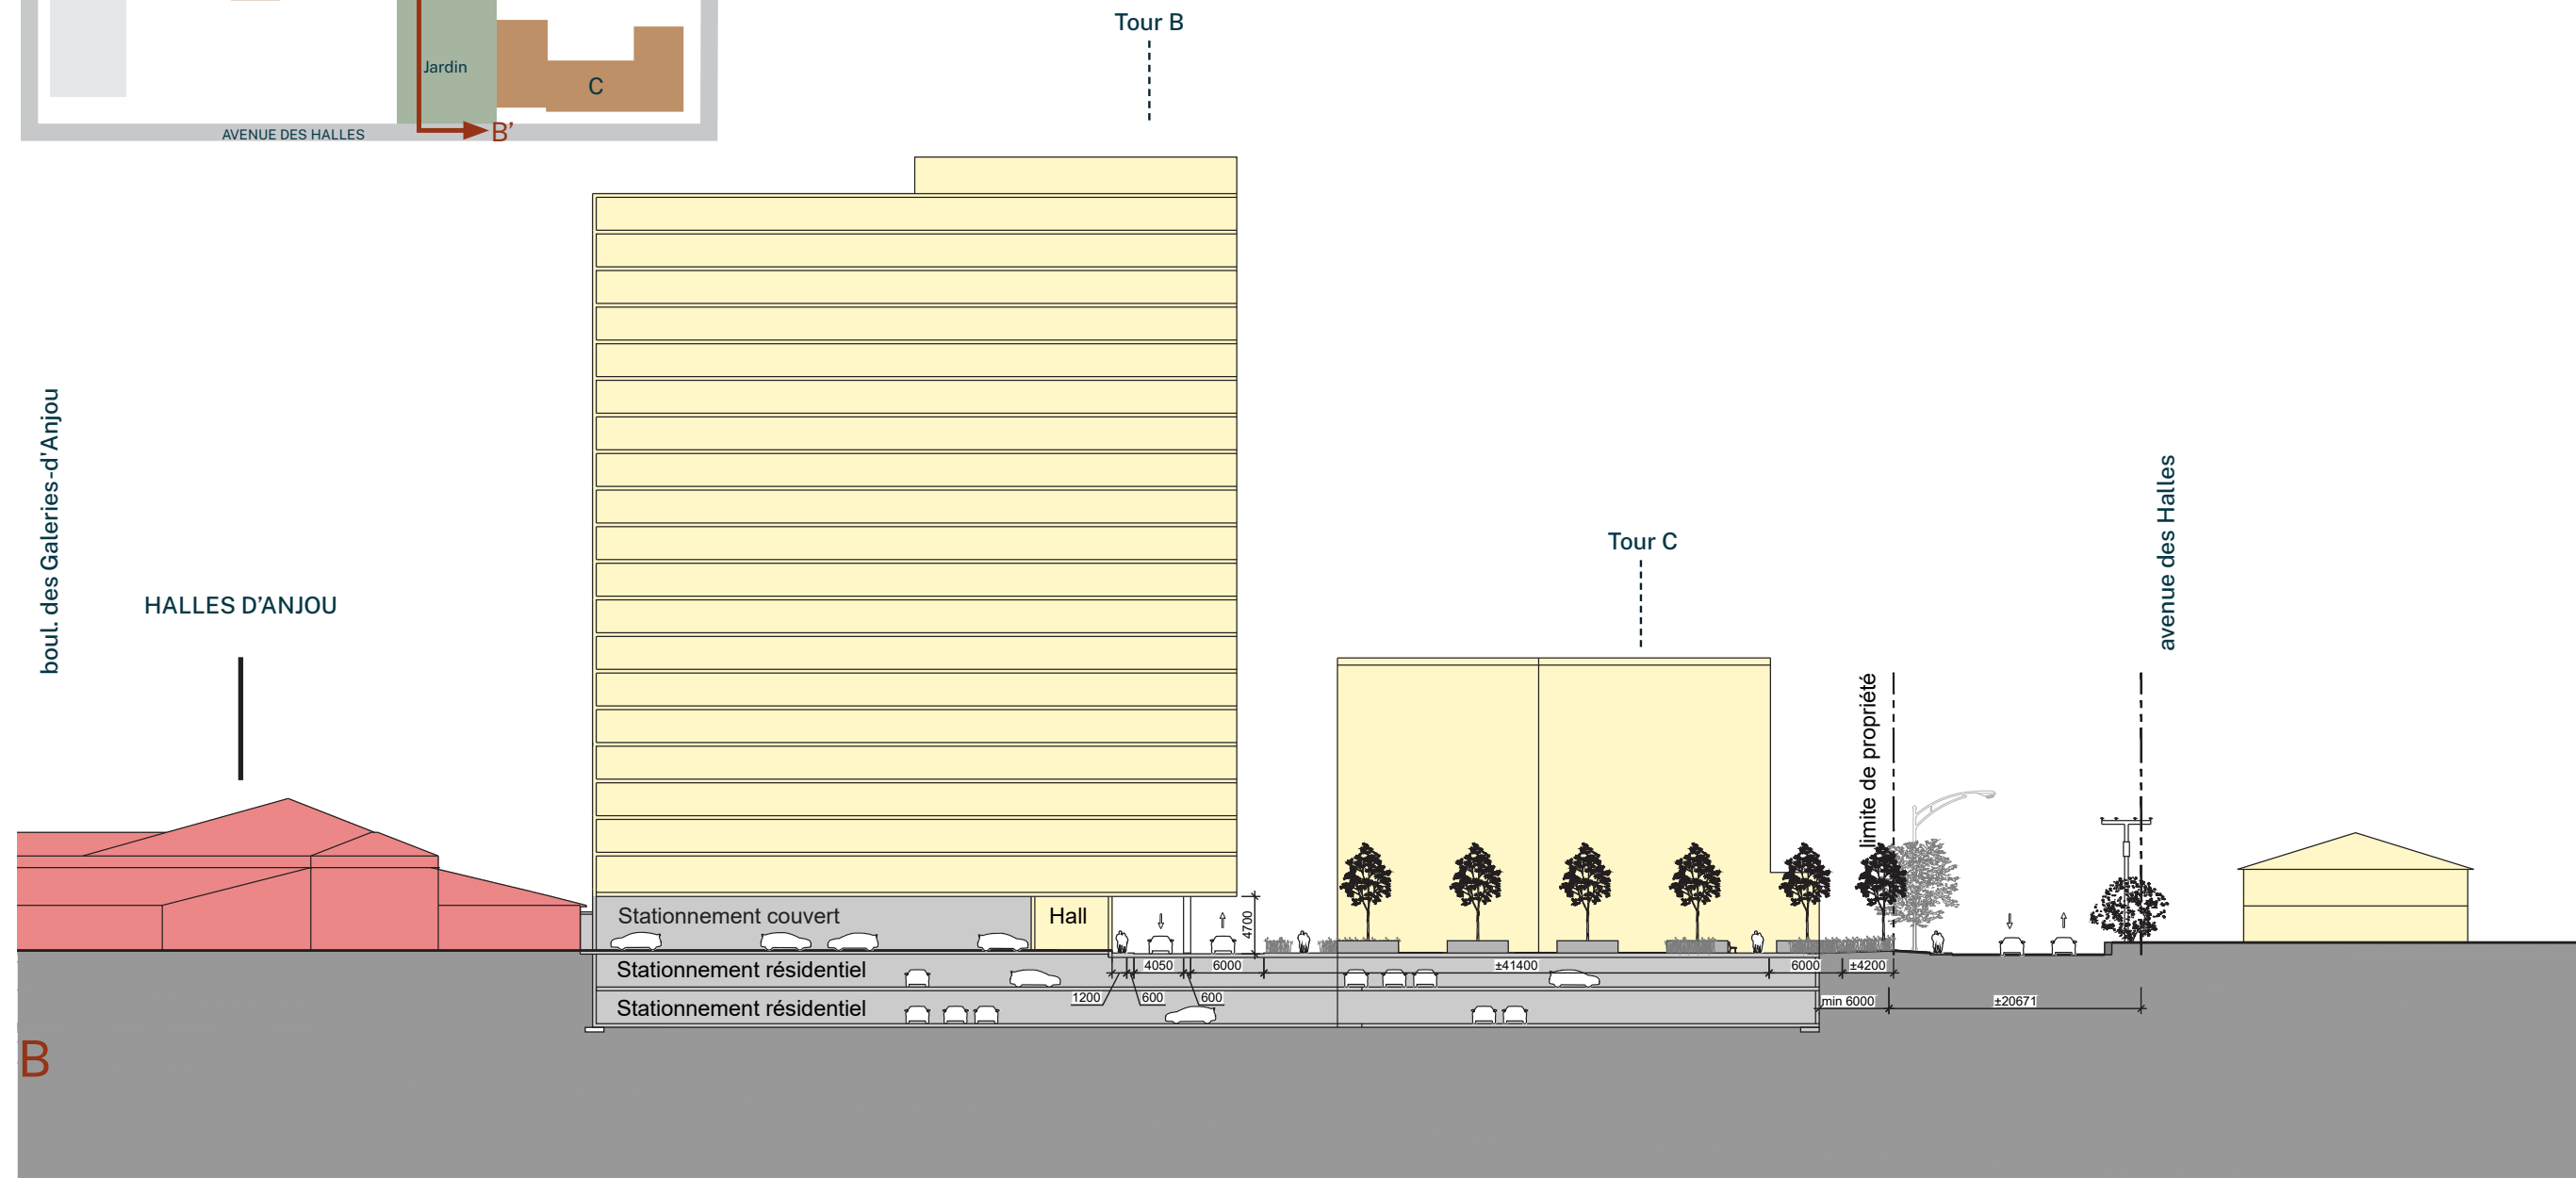 Jardin
C
AVENUE DES HALLES
B'
Tour B
boul. des Galeries-d'Anjou
HALLES D'ANJOU
Tour C
avenue des Halles
limite de propriété
Stationnement couvert
Hall
4700
Stationnement résidentiel
4050
6000
±41400
6000
±4200
1200
600
600
min 6000
±20671
Stationnement résidentiel
B